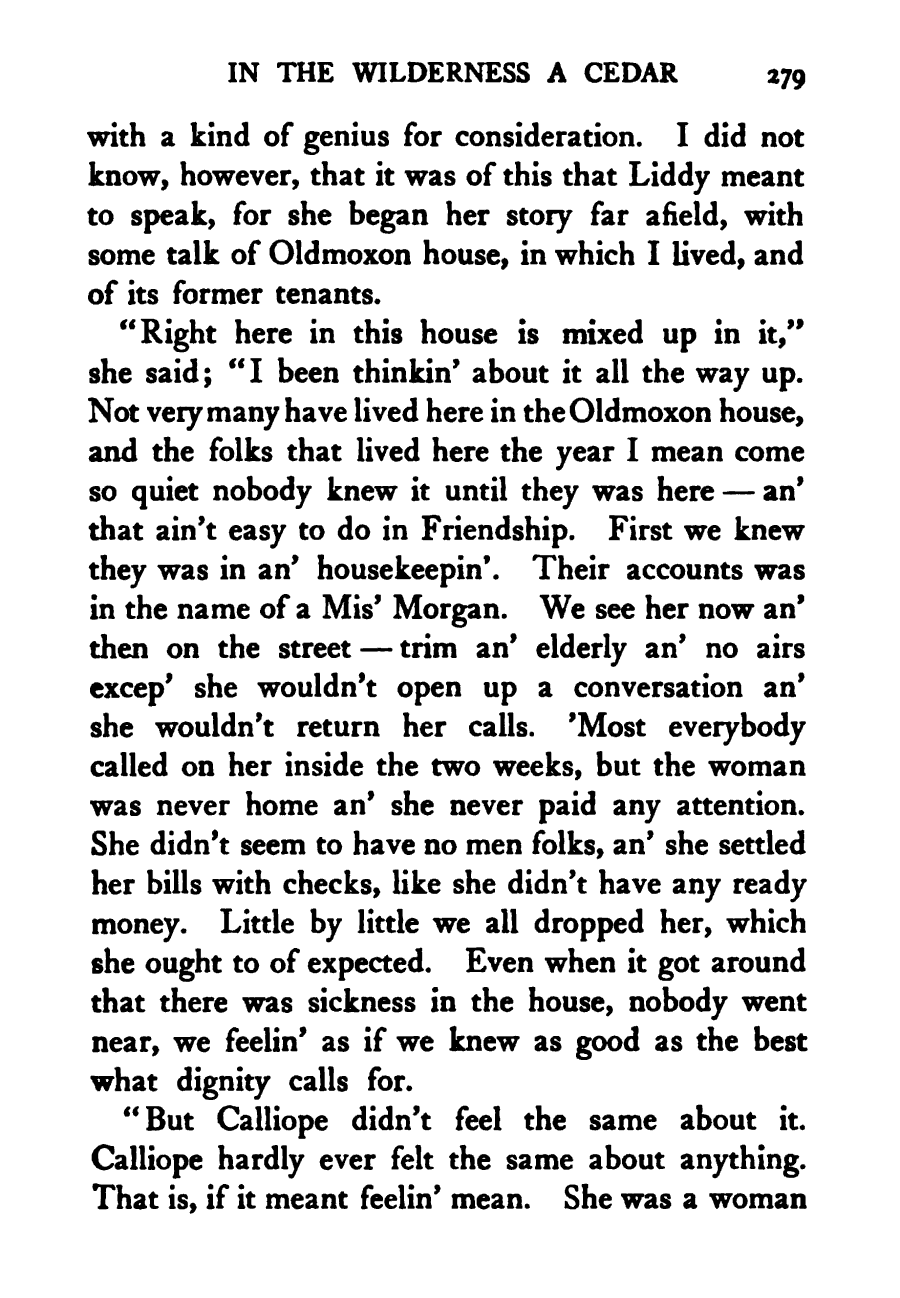 IN THE WILDERNESS A CEDAR 279
with a kind of genius for consideration. I did not
know, however, that it was of this that Liddy meant
to speak, for she began her story far afield, with
some talk of Oldmoxon house, in which I lived, and
of its former tenants.
“Right here in this house is mixed up in it,”
she said; “I been thinkin’ about it all the way up.
Not very many have lived here in the Oldmoxon house,
and the folks that lived here the year I mean come
so quiet nobody knew it until they was here — an’
that ain’t easy to do in Friendship. First we knew
they was in an’ housekeepin’. Their accounts was
in the name of a Mis’ Morgan. We see her now an’
then on the street — trim an’ elderly an’ no airs
excep’ she wouldn’t open up a conversation an’
she wouldn’t return her calls. ’Most everybody
called on her inside the two weeks, but the woman
was never home an’ she never paid any attention.
She didn’t seem to have no men folks, an’ she settled
her bills with checks, like she didn’t have any ready
money. Little by little we all dropped her, which
she ought to of expected. Even when it got around
that there was sickness in the house, nobody went
near, we feelin’ as if we knew as good as the best
what dignity calls for.
“But Calliope didn’t feel the same about it.
Calliope hardly ever felt the same about anything.
That is, if it meant feelin’ mean. She was a woman